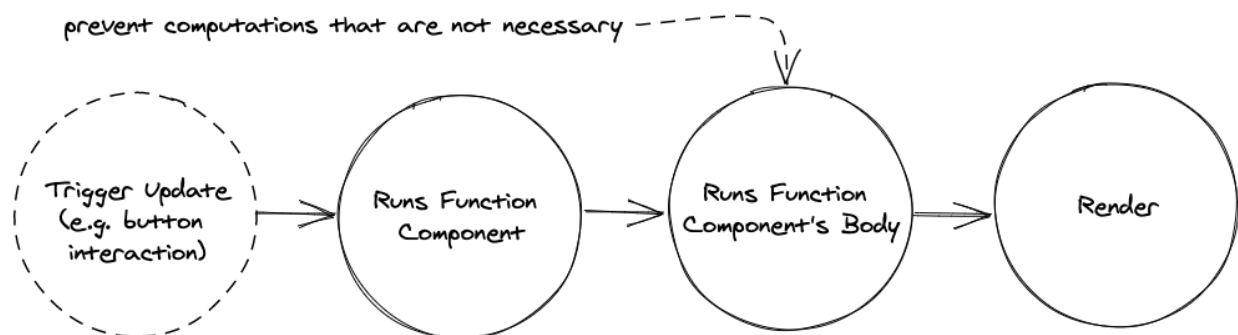 prevent computations that are not necessary
Trigger Update
(e.g. button
interaction)
Runs Function
Component
Runs Function
Component's Body
Render